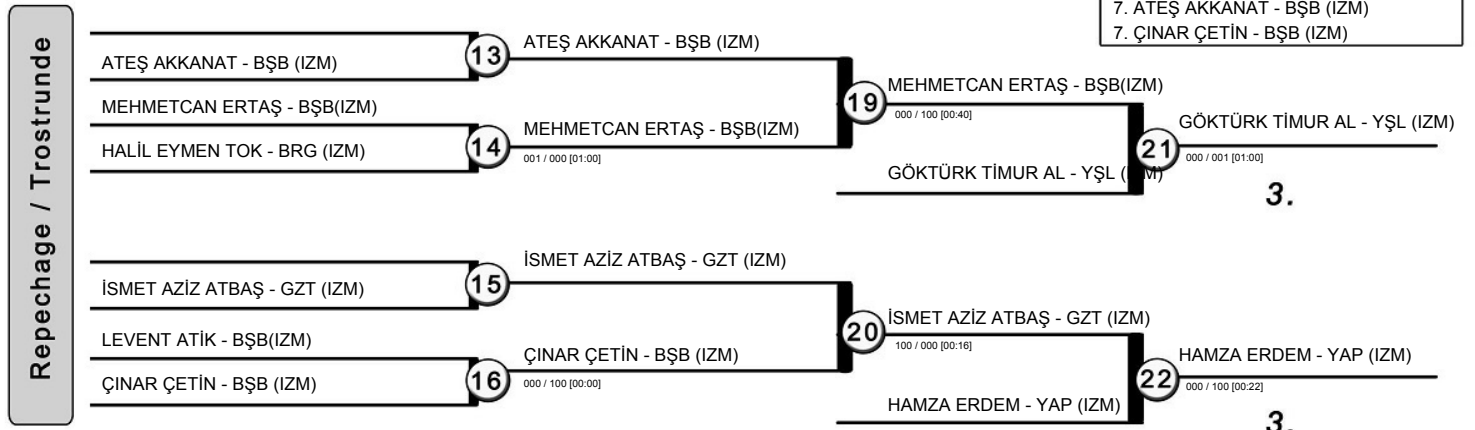 7. ATEŞ AKKANAT - BŞB (IZM)
7. ÇINAR ÇETİN - BŞB (IZM)
Repechage / Trostrunde
ATEŞ AKKANAT - BŞB (IZM)
13
ATEŞ AKKANAT - BŞB (IZM)
MEHMETCAN ERTAŞ - BŞB(IZM)
HALİL EYMEN TOK - BRG (IZM)
14
MEHMETCAN ERTAŞ - BŞB(IZM)
001 / 000 [01:00]
19
MEHMETCAN ERTAŞ - BŞB(IZM)
000 / 100 [00:40]
GÖKTÜRK TİMUR AL - YŞL (IZM)
21
GÖKTÜRK TİMUR AL - YŞL (IZM)
000 / 001 [01:00]
3.
İSMET AZİZ ATBAŞ - GZT (IZM)
15
İSMET AZİZ ATBAŞ - GZT (IZM)
LEVENT ATİK - BŞB(IZM)
ÇINAR ÇETİN - BŞB (IZM)
16
ÇINAR ÇETİN - BŞB (IZM)
000 / 100 [00:00]
20
İSMET AZİZ ATBAŞ - GZT (IZM)
100 / 000 [00:16]
HAMZA ERDEM - YAP (IZM)
22
HAMZA ERDEM - YAP (IZM)
000 / 100 [00:22]
3.